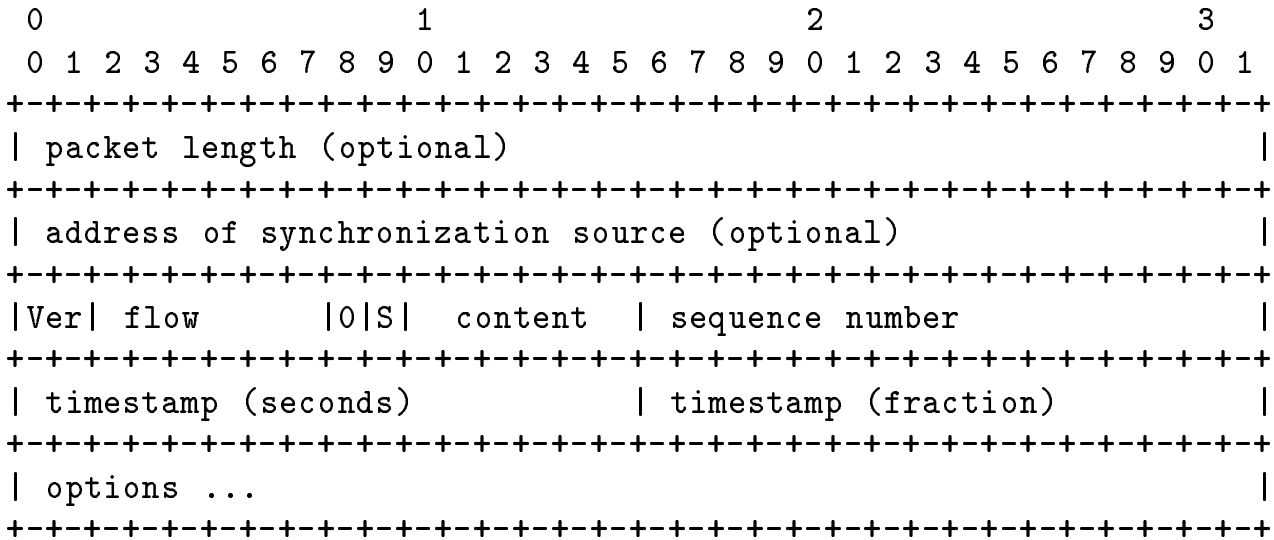 0                   1                   2                   3
 0 1 2 3 4 5 6 7 8 9 0 1 2 3 4 5 6 7 8 9 0 1 2 3 4 5 6 7 8 9 0 1
+-+-+-+-+-+-+-+-+-+-+-+-+-+-+-+-+-+-+-+-+-+-+-+-+-+-+-+-+-+-+-+-+
| packet length (optional)                                      |
+-+-+-+-+-+-+-+-+-+-+-+-+-+-+-+-+-+-+-+-+-+-+-+-+-+-+-+-+-+-+-+-+
| address of synchronization source (optional)                  |
+-+-+-+-+-+-+-+-+-+-+-+-+-+-+-+-+-+-+-+-+-+-+-+-+-+-+-+-+-+-+-+-+
|Ver| flow      |O|S|  content  | sequence number               |
+-+-+-+-+-+-+-+-+-+-+-+-+-+-+-+-+-+-+-+-+-+-+-+-+-+-+-+-+-+-+-+-+
| timestamp (seconds)           | timestamp (fraction)          |
+-+-+-+-+-+-+-+-+-+-+-+-+-+-+-+-+-+-+-+-+-+-+-+-+-+-+-+-+-+-+-+-+
| options ...                                                   |
+-+-+-+-+-+-+-+-+-+-+-+-+-+-+-+-+-+-+-+-+-+-+-+-+-+-+-+-+-+-+-+-+